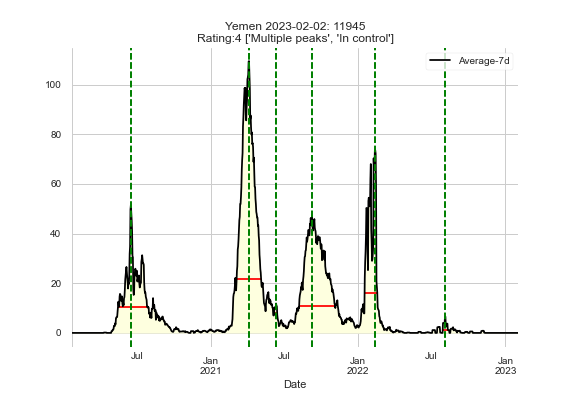 Yemen 2023-02-02: 11945
Rating:4 ['Multiple peaks', 'In control']
Average-7d
100
80
60
40
20
0
Jul
Jan
2021
Jul
Jan
2022
Jul
Jan
2023
Date